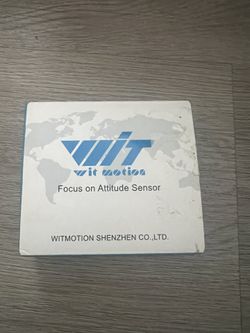 WIT
wit motion
Focus on Attitude Sensor
WITMOTION SHENZHEN CO.,LTD.